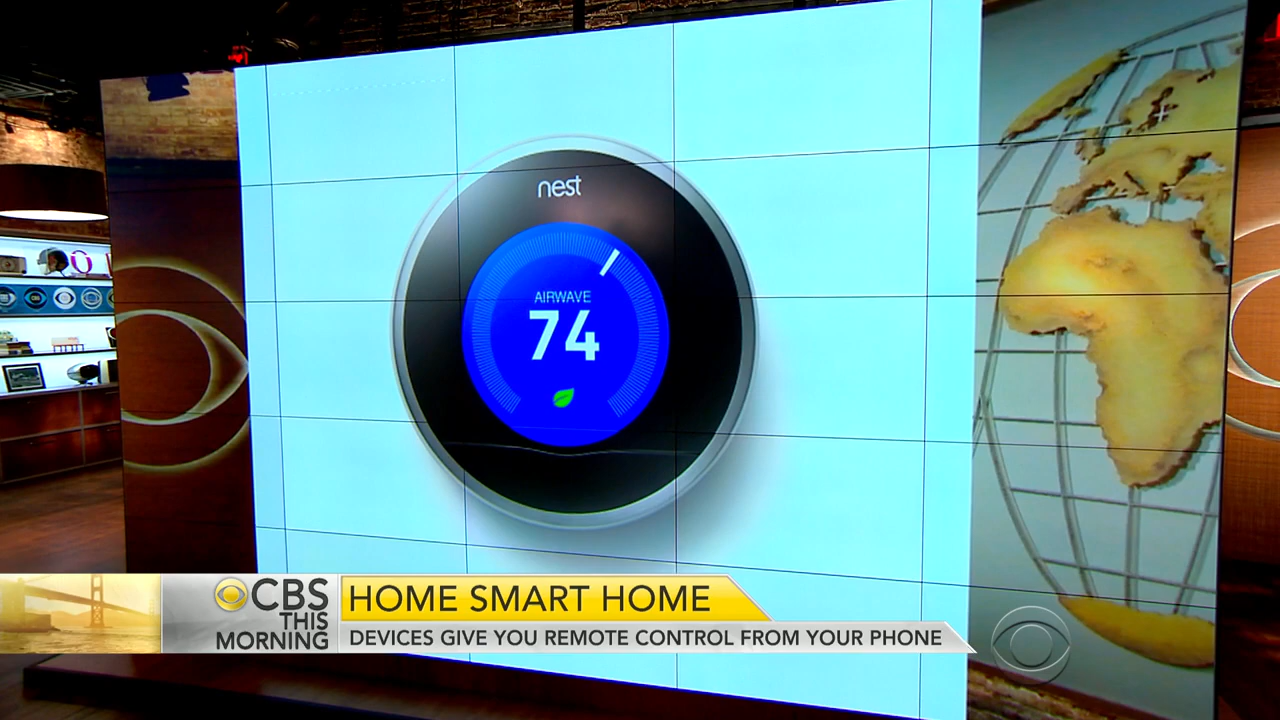 nest
AIRWAVE
74
CBS
THIS
MORNING
HOME SMART HOME
DEVICES GIVE YOU REMOTE CONTROL FROM YOUR PHONE